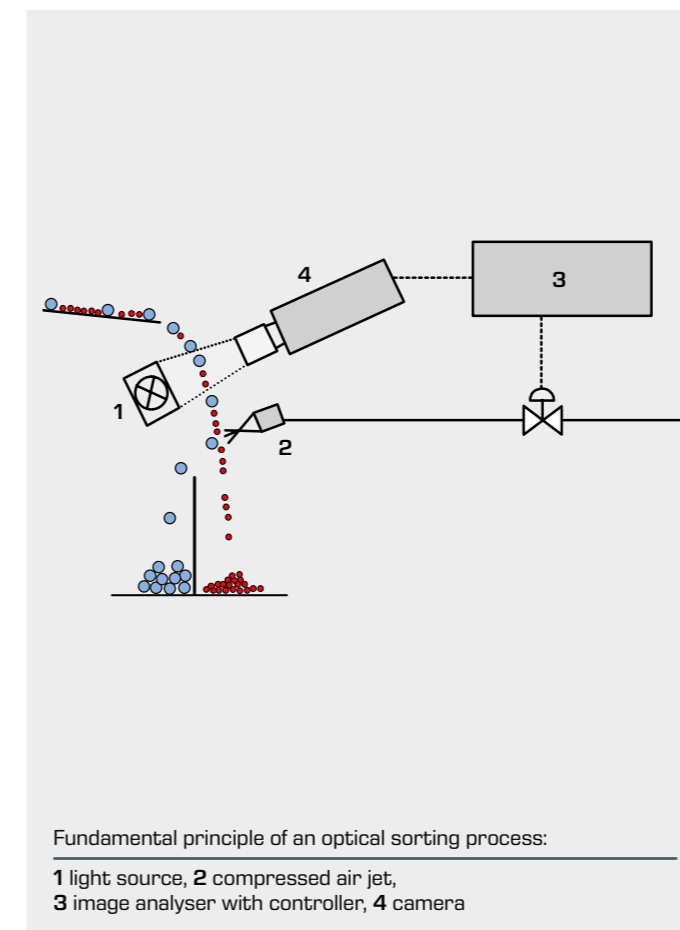 4
3
1
2
Fundamental principle of an optical sorting process:
1 light source, 2 compressed air jet,
3 image analyser with controller, 4 camera